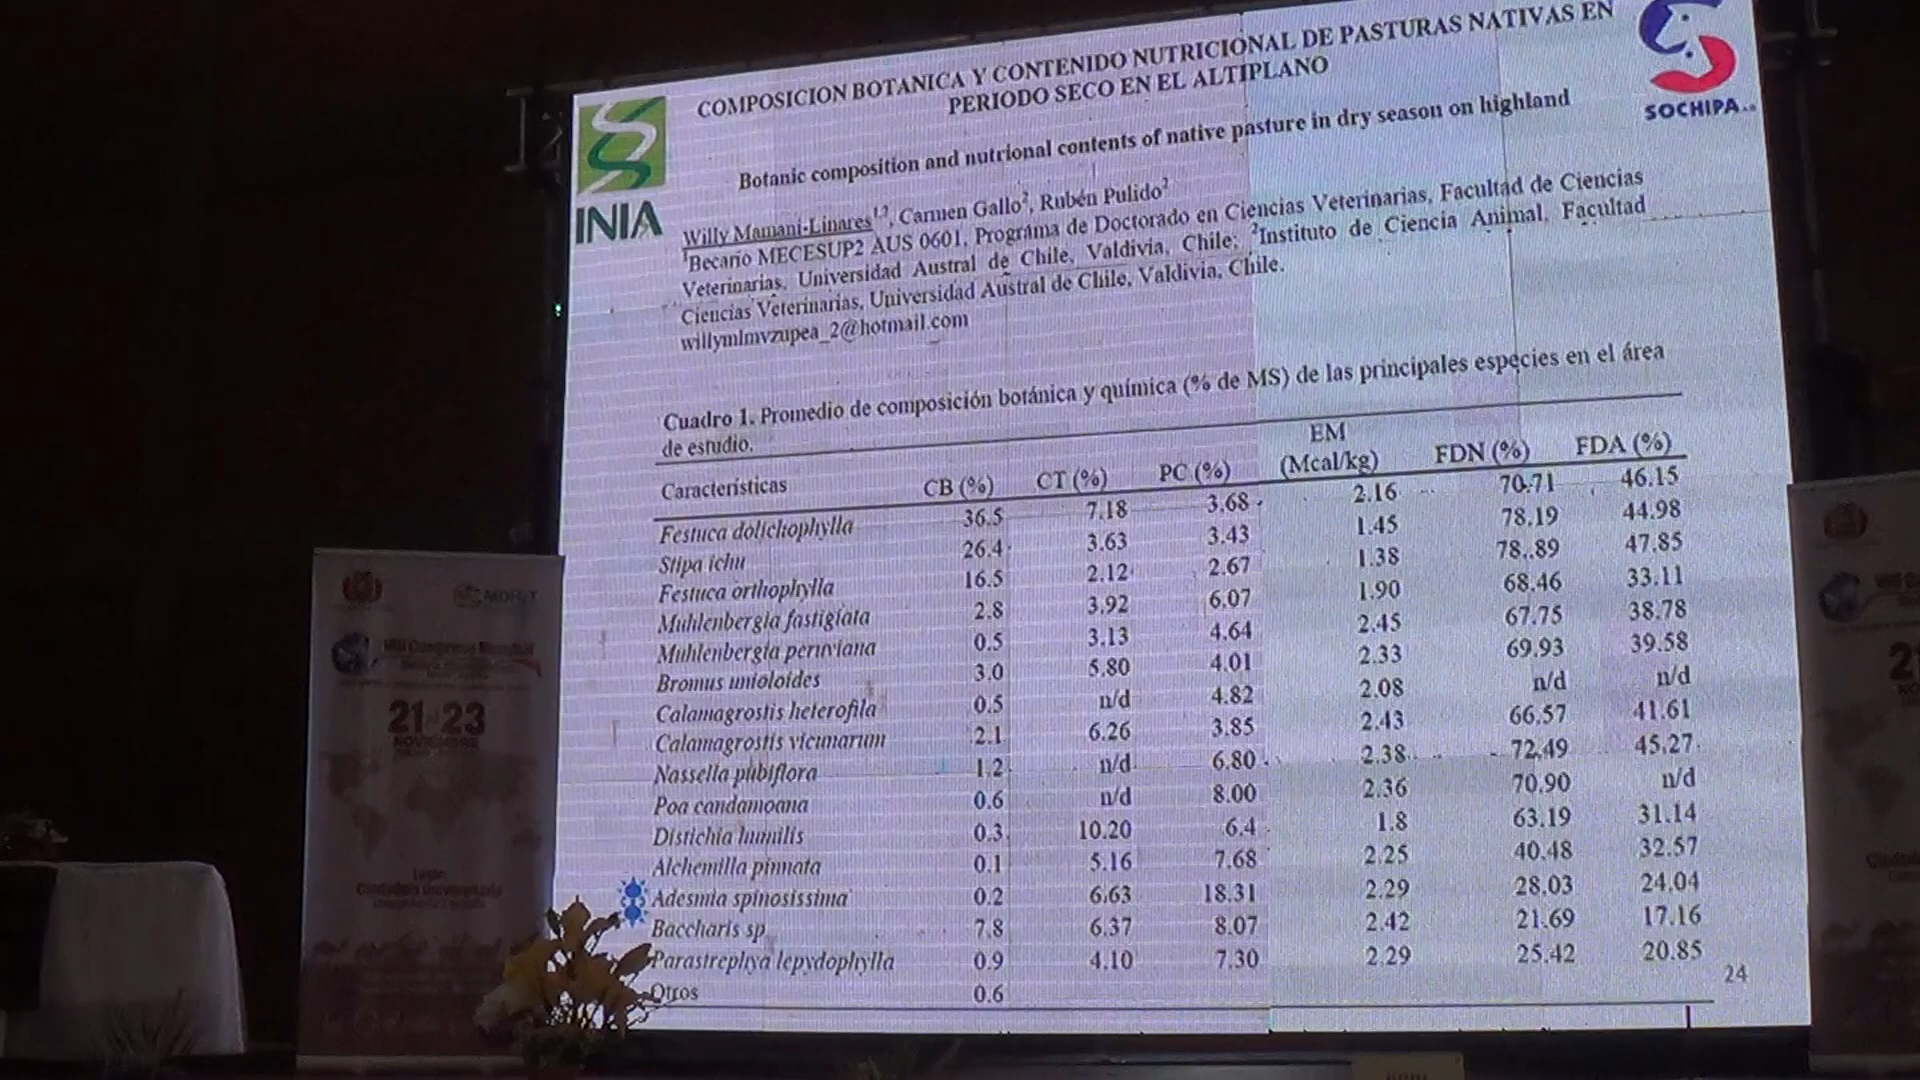 COMPOSICION BOTANICA Y CONTENIDO NUTRICIONAL DE PASTURAS NATIVAS EN
PERIODO SECO EN EL ALTIPLANO
Botanic composition and nutrional contents of native pasture in dry season on highland
INIA
SOCHIPA
Willy Mamani-Linares1,2, Carmen Gallo2, Rubén Pulido2
1Becario MECESUP2 AUS 0601, Programa de Doctorado en Ciencias Veterinarias, Facultad de Ciencias
Veterinarias, Universidad Austral de Chile, Valdivia, Chile; 2Instituto de Ciencia Animal, Facultad
Ciencias Veterinarias, Universidad Austral de Chile, Valdivia, Chile.
willymlmvzupea_2@hotmail.com
Cuadro 1. Promedio de composición botánica y química (% de MS) de las principales especies en el área
de estudio.
Características CB (%) CT (%) PC (%) EM (Mcal/kg) FDN (%) FDA (%)
Festuca dolichophylla 36.5 7.18 3.68 2.16 70.71 46.15
Stipa ichu 26.4 3.63 3.43 1.45 78.19 44.98
Festuca orthophylla 16.5 2.12 2.67 1.38 78..89 47.85
Muhlenbergia fastigiata 2.8 3.92 6.07 1.90 68.46 33.11
Muhlenbergia peruviana 0.5 3.13 4.64 2.45 67.75 38.78
Bromus unioloides 3.0 5.80 4.01 2.33 69.93 39.58
Calamagrostis heterofila 0.5 n/d 4.82 2.08 n/d n/d
Calamagrostis vicunarum 2.1 6.26 3.85 2.43 66.57 41.61
Nassella pubiflora 1.2 n/d 6.80 2.38 72.49 45.27
Poa candamoana 0.6 n/d 8.00 2.36 70.90 n/d
Distichia humilis 0.3 10.20 6.4 1.8 63.19 31.14
Alchemilla pinnata 0.1 5.16 7.68 2.25 40.48 32.57
Adesmia spinosissima 0.2 6.63 18.31 2.29 28.03 24.04
Baccharis sp 7.8 6.37 8.07 2.42 21.69 17.16
Parastrephya lepydophylla 0.9 4.10 7.30 2.29 25.42 20.85
Otros 0.6
24
VIII Congreso Mundial
21 al 23
NOVIEMBRE
Lugar: